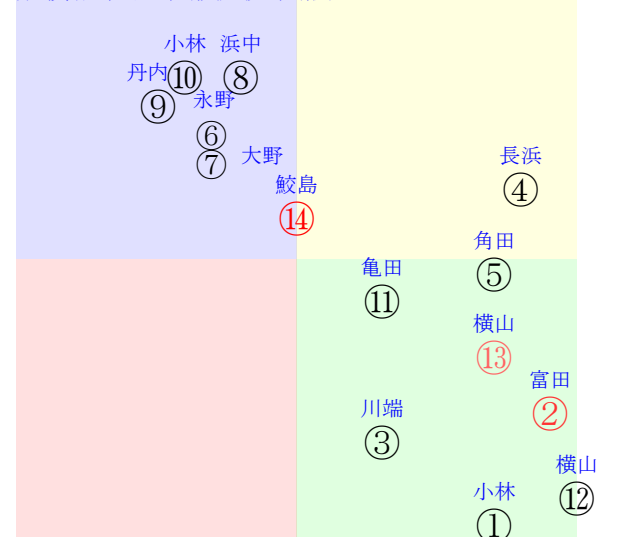 小林 浜中
⑩ ⑧
丹内
⑨
永野
⑥
⑦
大野
長浜
④
鮫島
⑭
角田
⑤
亀田
⑪
横山
⑬
富田
②
川端
③
横山
⑫
小林
①